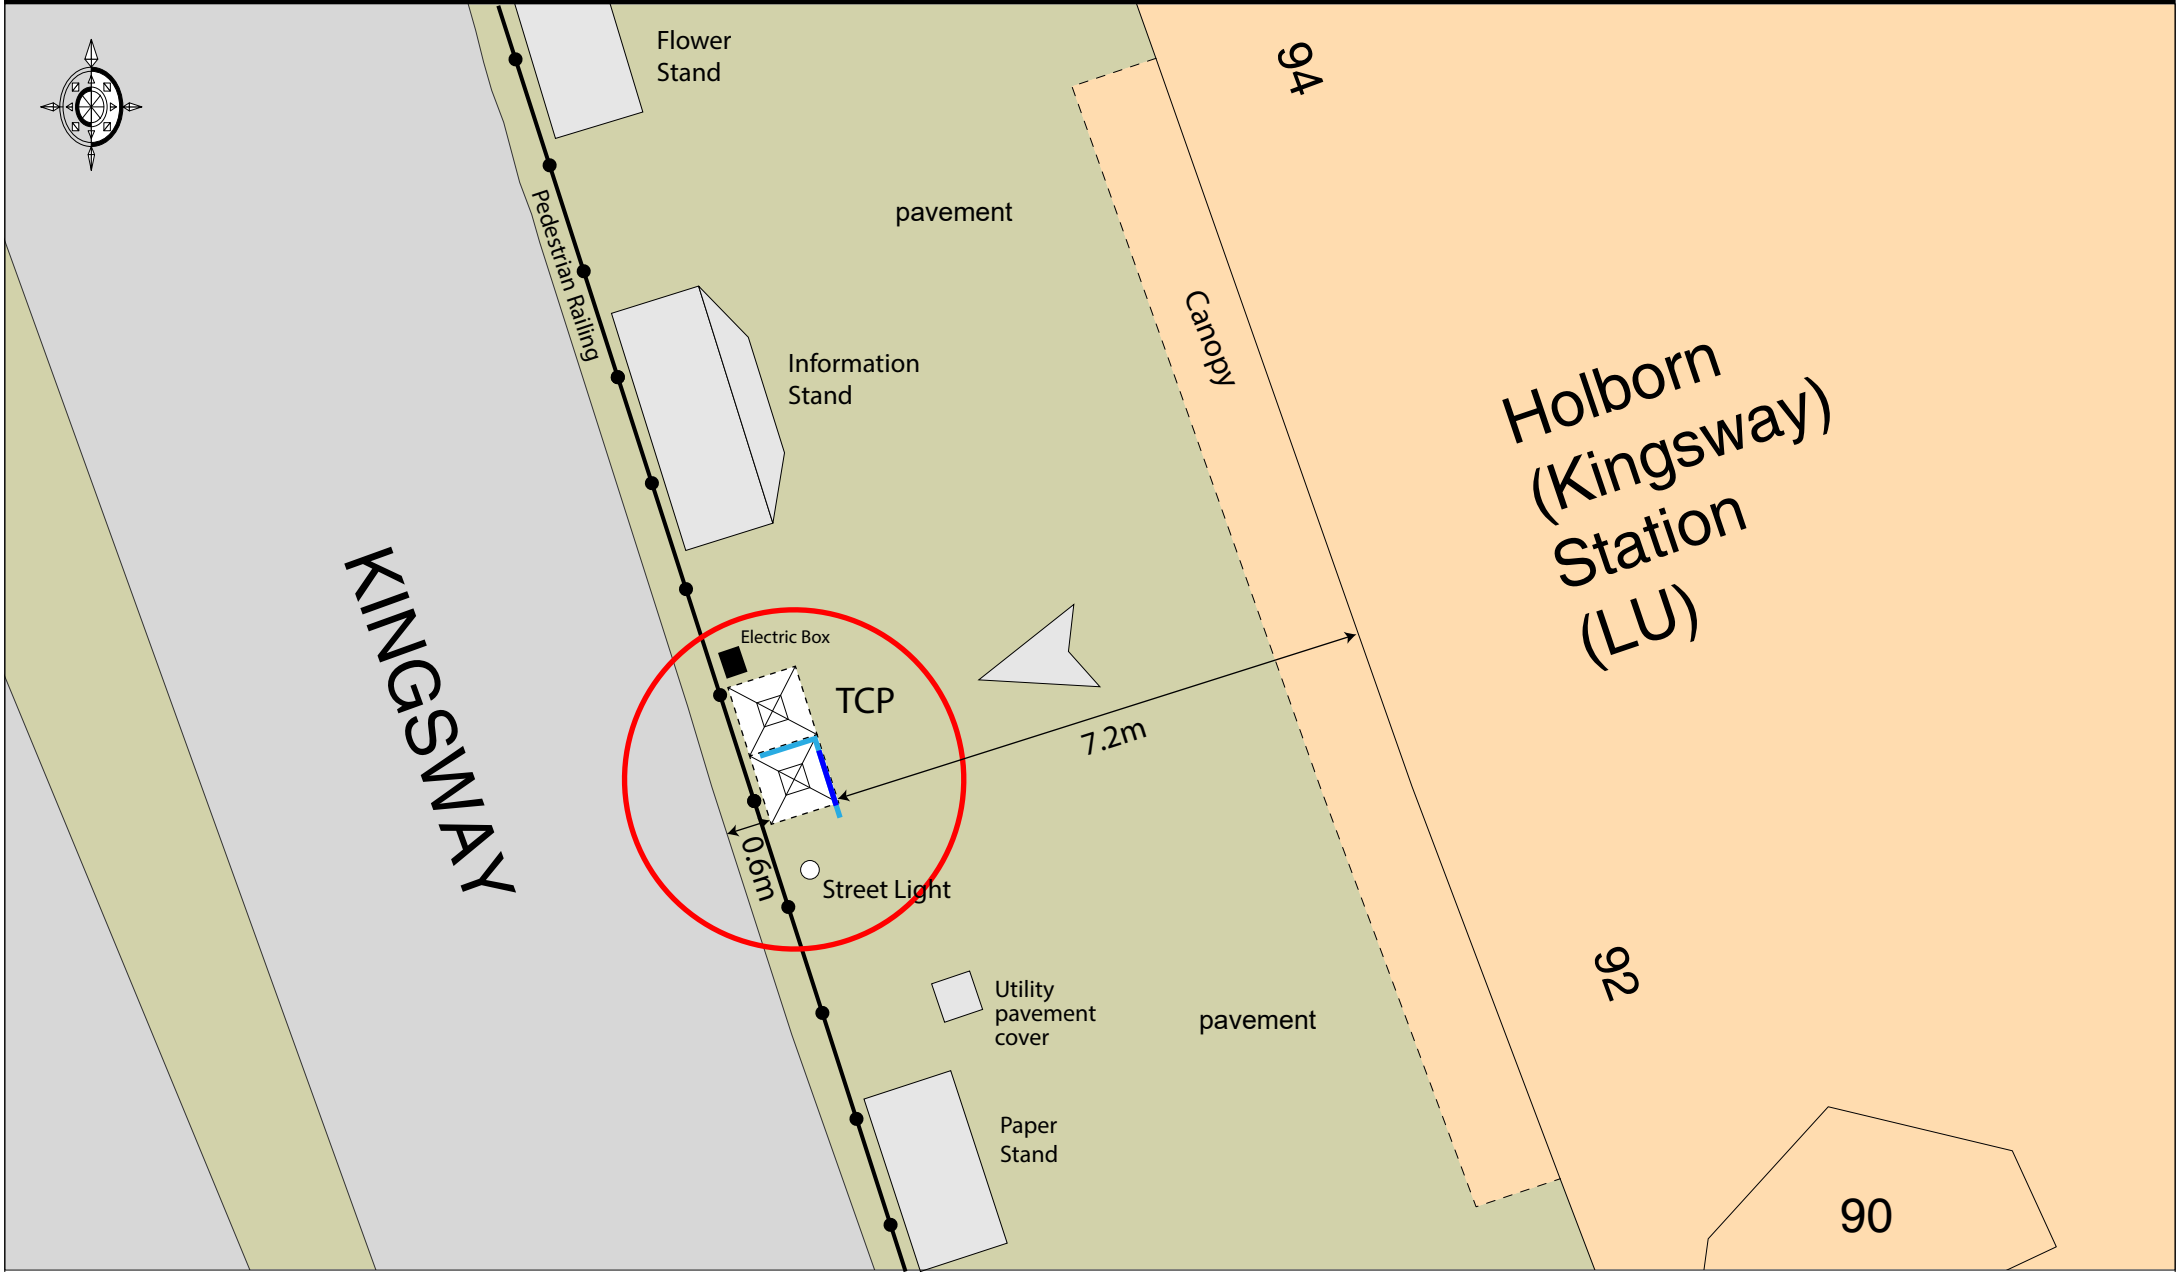 Flower
Stand
94
pavement
Pedestrian Railing
Canopy
Information
Stand
Holborn
(Kingsway)
Station
(LU)
KINGSWAY
Electric Box
TCP
7.2m
0.6m
Street Light
92
Utility
pavement
cover
pavement
Paper
Stand
90